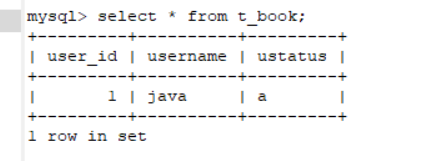 mysql> select * from t_book;
+---------+----------+---------+
| user_id | username | ustatus |
+---------+----------+---------+
|       1 | java     | a       |
+---------+----------+---------+
1 row in set